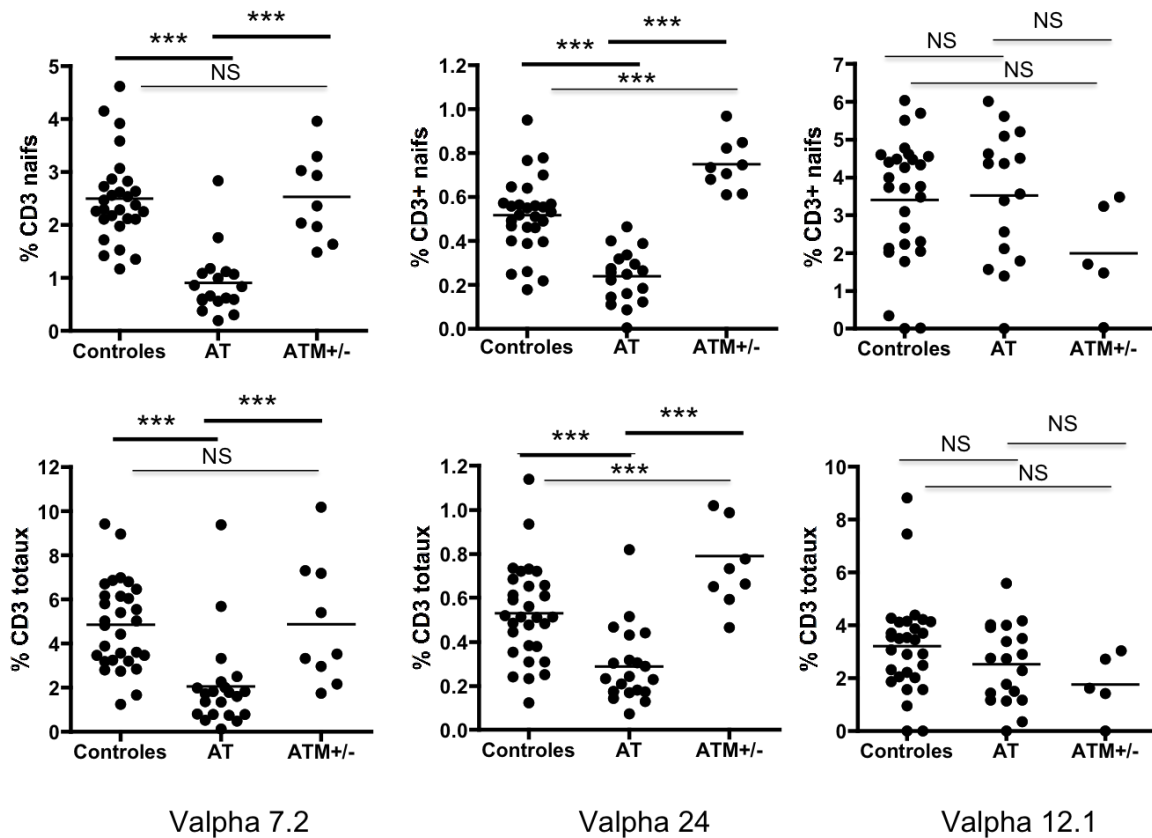 ***
***
NS
% CD3 naifs
5
4
3
2
1
0
Controles AT ATM+/-
***
***
***
% CD3+ naifs
1.2
1.0
0.8
0.6
0.4
0.2
0.0
Controles AT ATM+/-
NS
NS
NS
% CD3 naifs
7
6
5
4
3
2
1
0
Controles AT ATM+/-
***
***
NS
% CD3 totaux
12
10
8
6
4
2
0
Controles AT ATM+/-
***
***
***
% CD3 totaux
1.2
1.0
0.8
0.6
0.4
0.2
0.0
Controles AT ATM+/-
NS
NS
NS
% CD3 totaux
10
8
6
4
2
0
Controles AT ATM+/-
Valpha 7.2
Valpha 24
Valpha 12.1